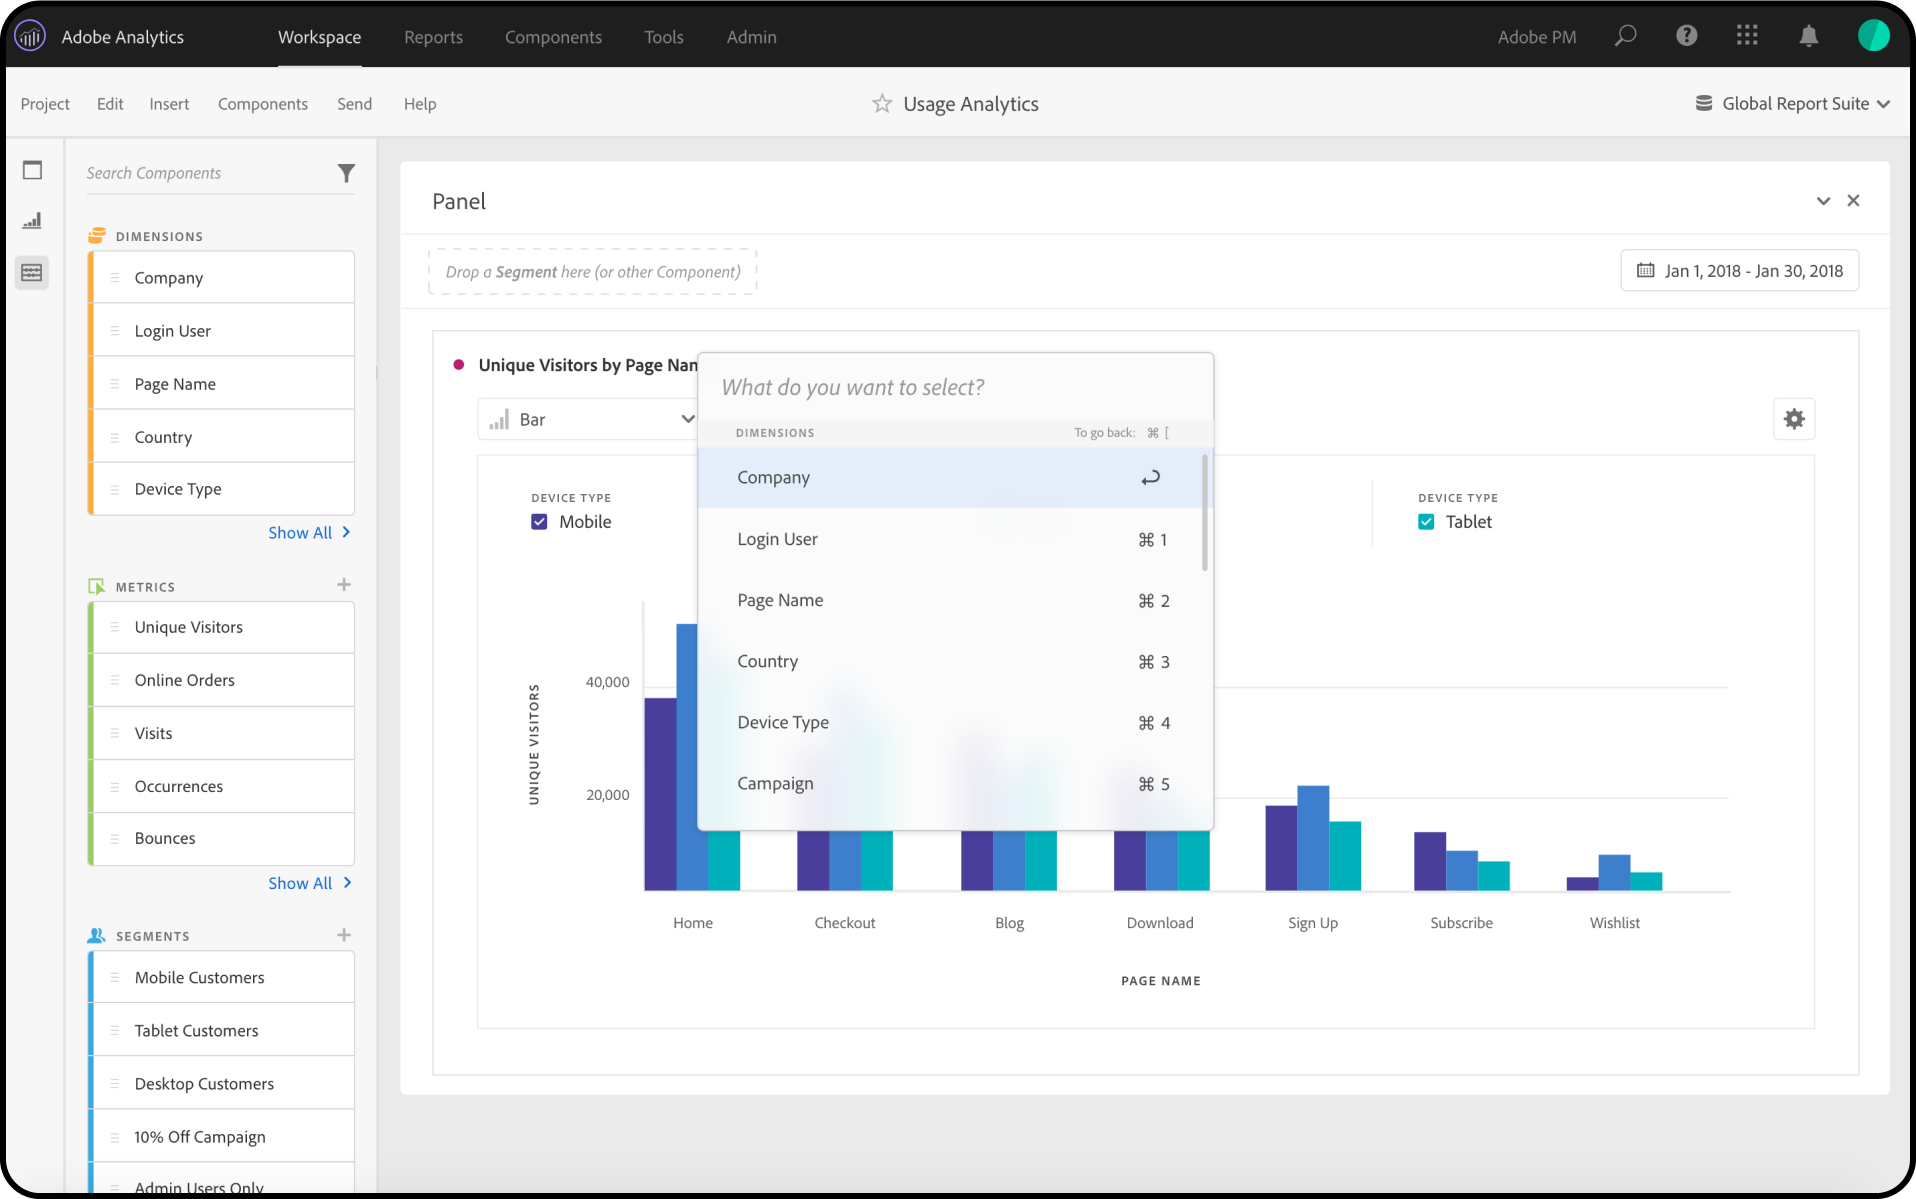 Adobe Analytics
Workspace
Reports
Components
Tools
Admin
Adobe PM
Project
Edit
Insert
Components
Send
Help
Usage Analytics
Global Report Suite
Search Components
DIMENSIONS
Company
Login User
Page Name
Country
Device Type
Show All
METRICS
Unique Visitors
Online Orders
Visits
Occurrences
Bounces
Show All
SEGMENTS
Mobile Customers
Tablet Customers
Desktop Customers
10% Off Campaign
Admin Users Only
Panel
Drop a Segment here (or other Component)
Jan 1, 2018 - Jan 30, 2018
Unique Visitors by Page Nam
Bar
What do you want to select?
DIMENSIONS
To go back: ⌘ [
Company
Login User ⌘ 1
Page Name ⌘ 2
Country ⌘ 3
Device Type ⌘ 4
Campaign ⌘ 5
DEVICE TYPE
Mobile
DEVICE TYPE
Tablet
UNIQUE VISITORS
40,000
20,000
Home
Checkout
Blog
Download
Sign Up
Subscribe
Wishlist
PAGE NAME